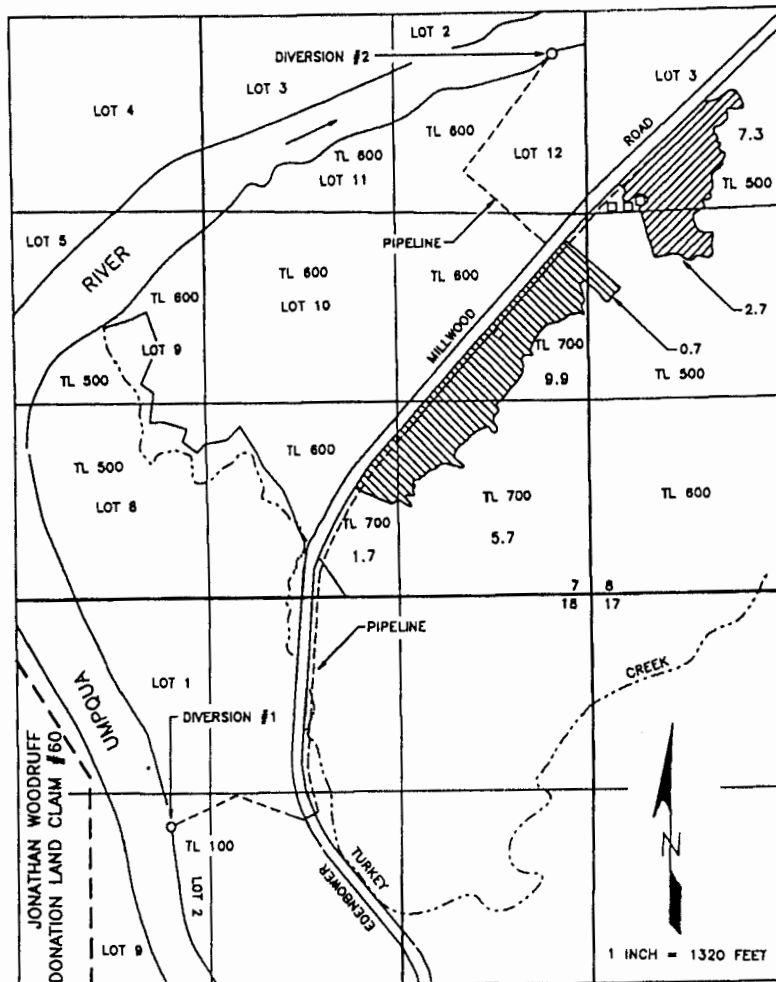 LOT 2
DIVERSION #2
LOT 3
LOT 3
LOT 4
ROAD
7.3
TL 600
LOT 12
TL 600
LOT 11
TL 500
LOT 5
PIPELINE
RIVER
TL 600
LOT 10
TL 600
TL 600
2.7
MILLWOOD
0.7
LOT 9
TL 700
9.9
TL 500
TL 500
TL 600
TL 500
LOT 8
TL 700
5.7
TL 600
TL 700
1.7
7 8
18 17
PIPELINE
CREEK
LOT 1
UMPQUA
DIVERSION #1
JONATHAN WOODRUFF
DONATION LAND CLAIM #60
TL 100
LOT 2
TURKEY
EDENBOWER
N
LOT 9
1 INCH = 1320 FEET